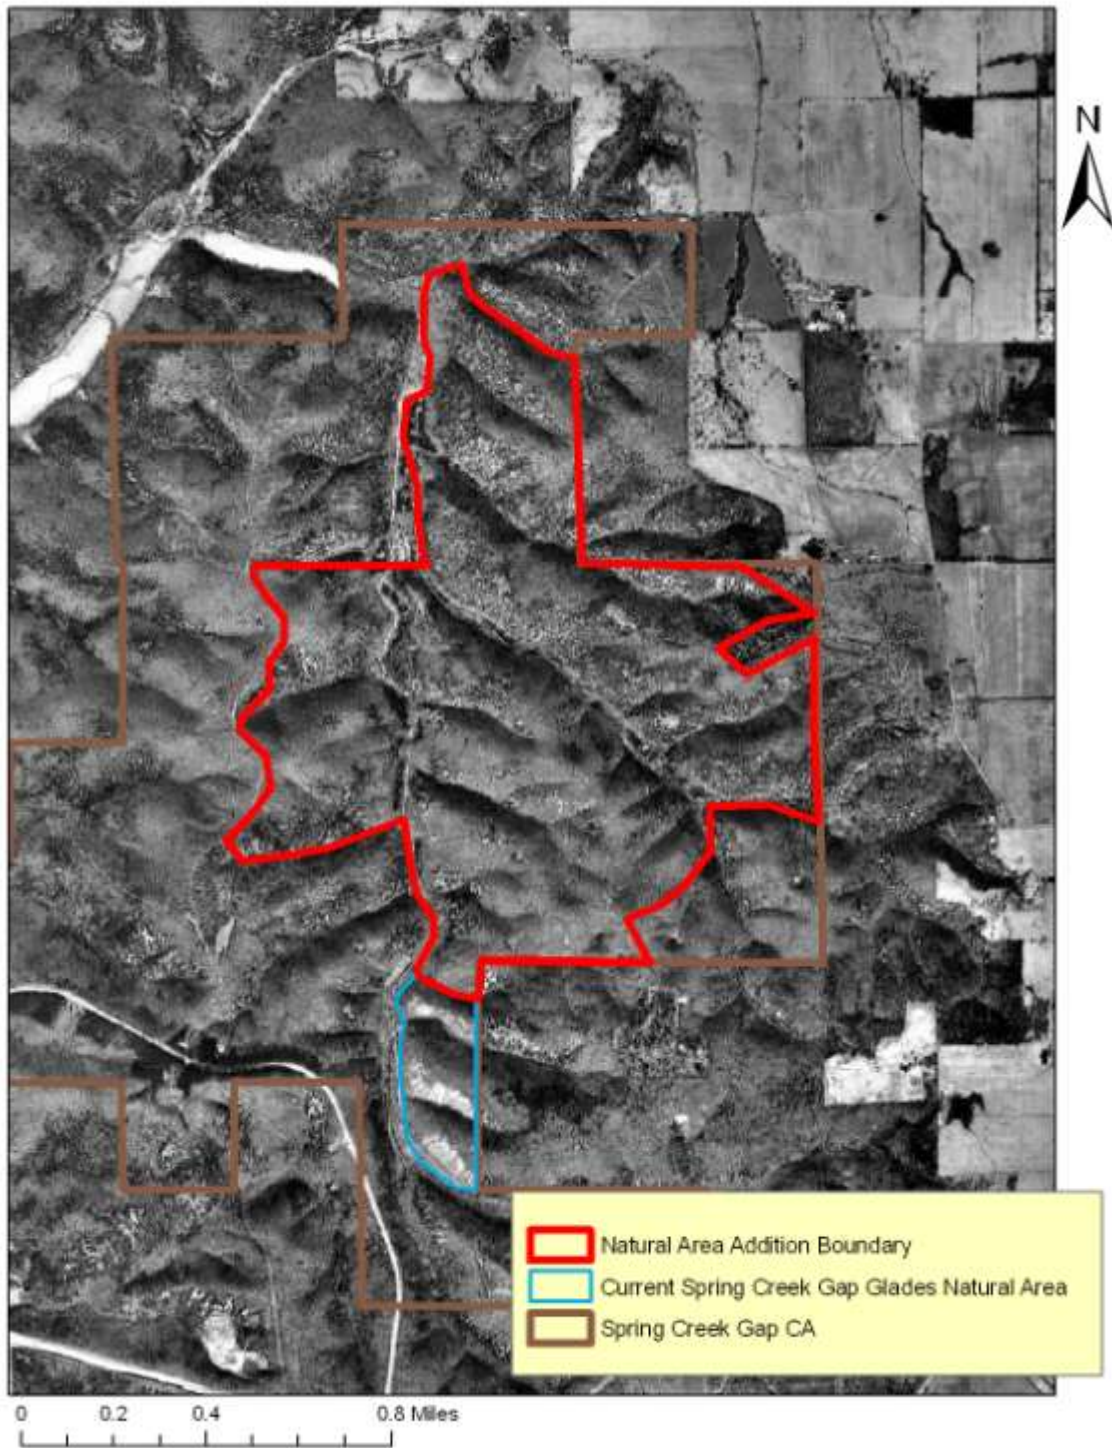 N
Natural Area Addition Boundary
Current Spring Creek Gap Glades Natural Area
Spring Creek Gap CA
0 0.2 0.4 0.8 Miles